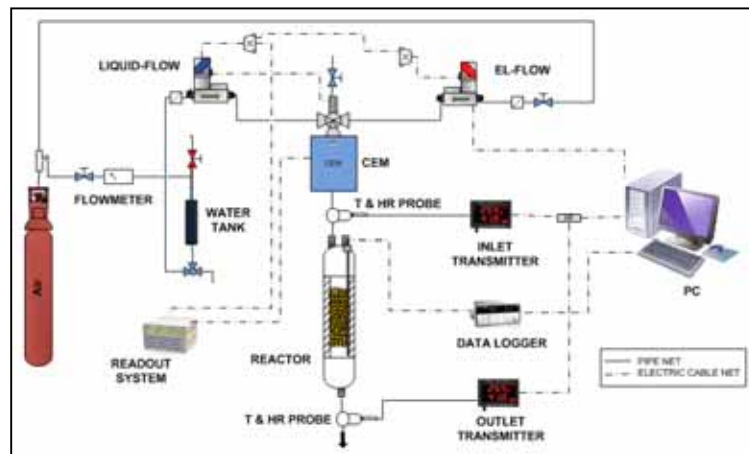 LIQUID-FLOW
EL-FLOW
CEM
CEM
FLOWMETER
WATER
TANK
Air
T & HR PROBE
INLET
TRANSMITTER
PC
READOUT
SYSTEM
REACTOR
DATA LOGGER
PIPE NET
ELECTRIC CABLE NET
T & HR PROBE
OUTLET
TRANSMITTER